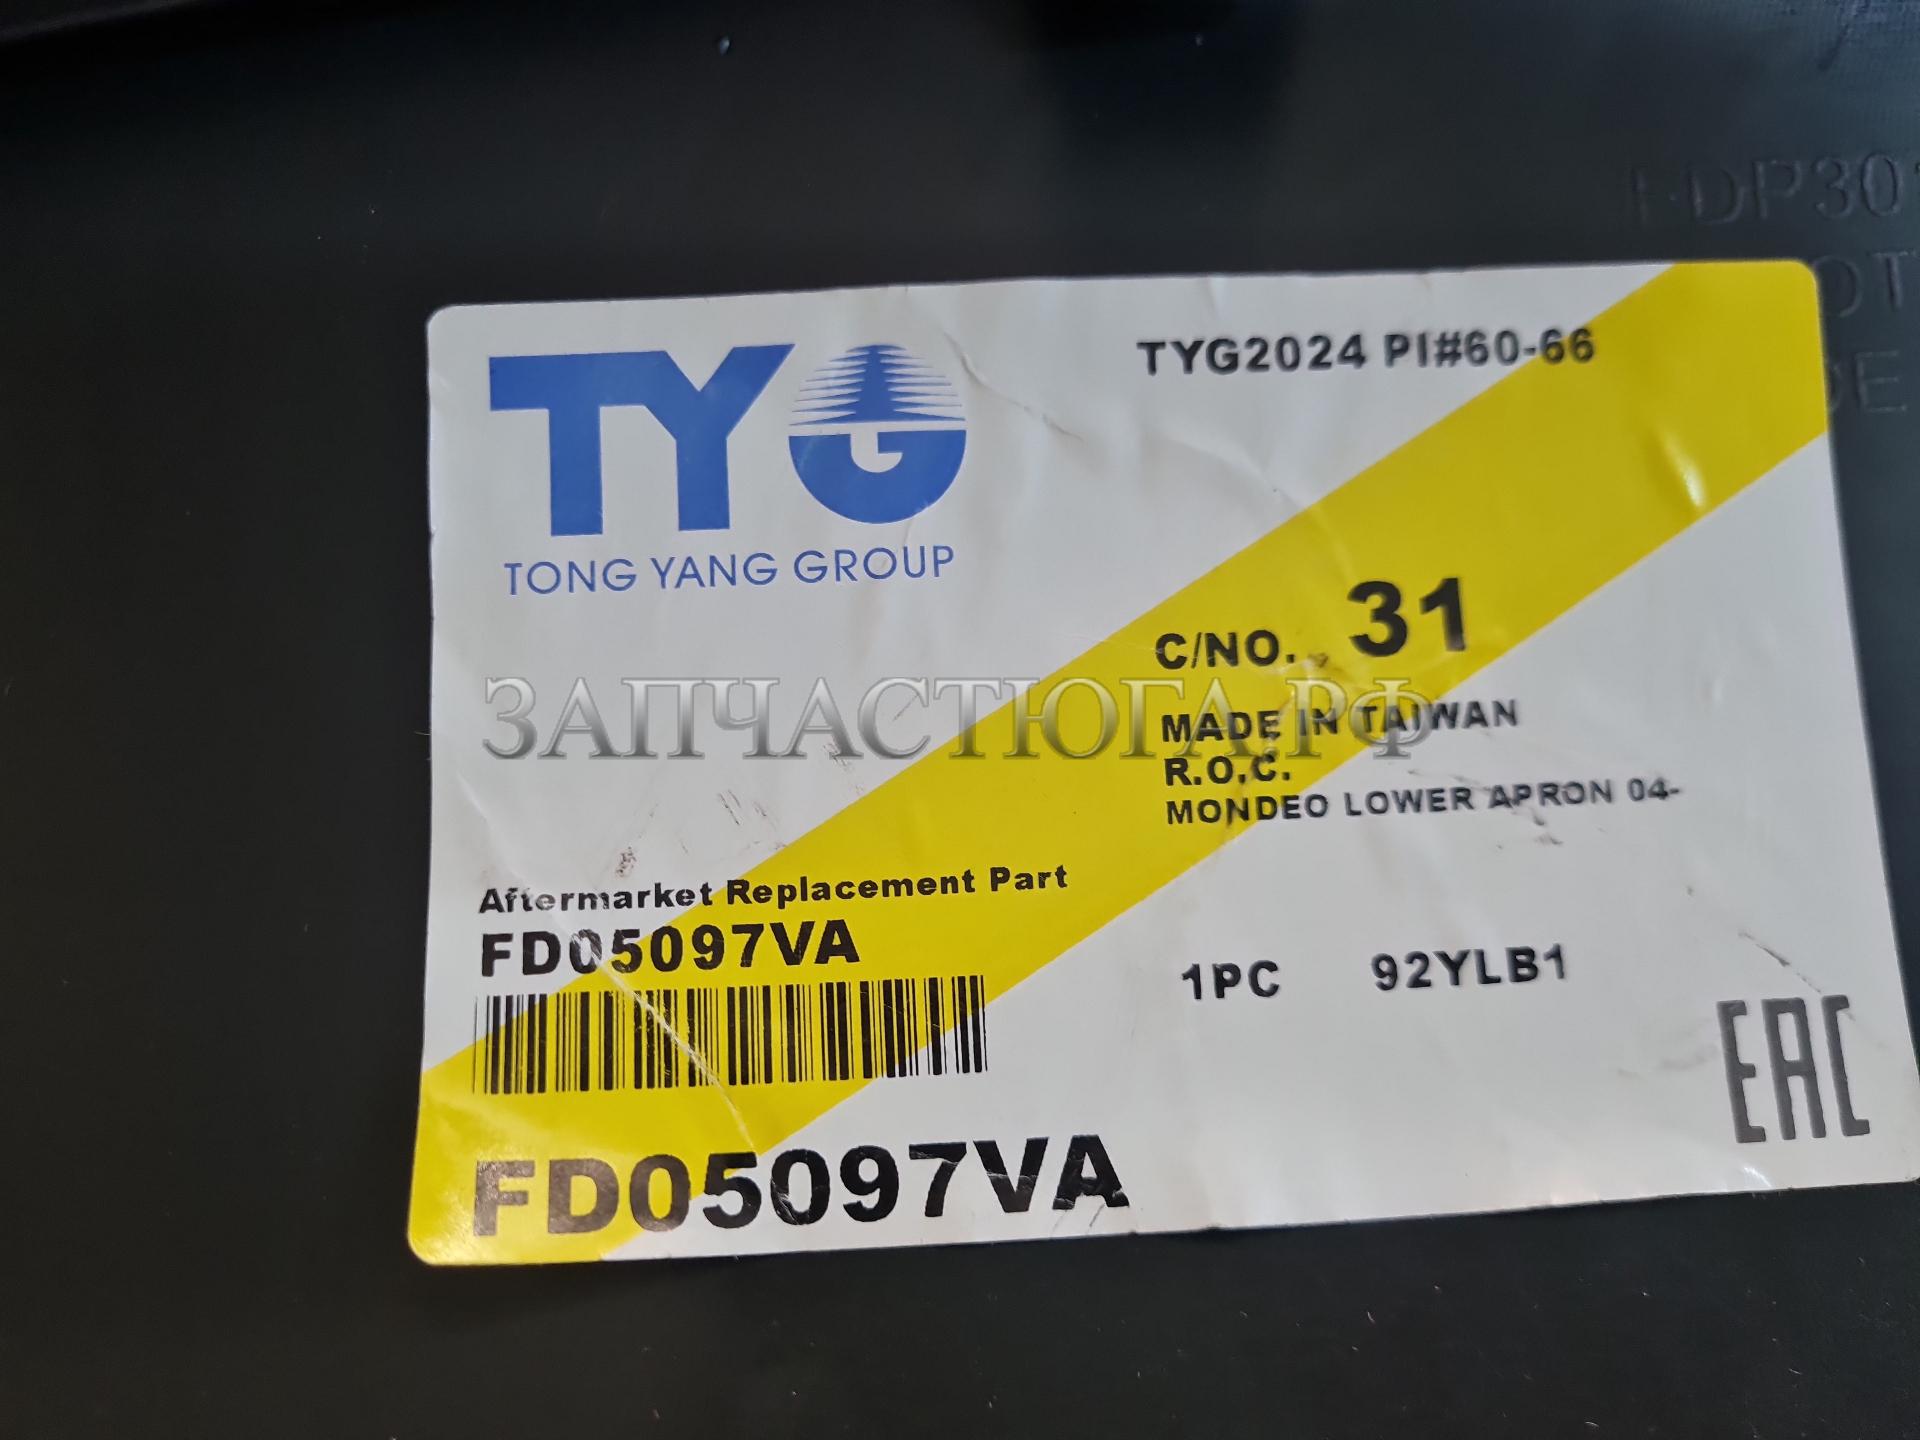 FDP30
TYG
TONG YANG GROUP
TYG2024 PI#60-66
C/NO. 31
ЗАПЧАСТЮГА.РФ
MADE IN TAIWAN
R.O.C.
MONDEO LOWER APRON 04-
Aftermarket Replacement Part
FD05097VA
1PC 92YLB1
EAC
FD05097VA